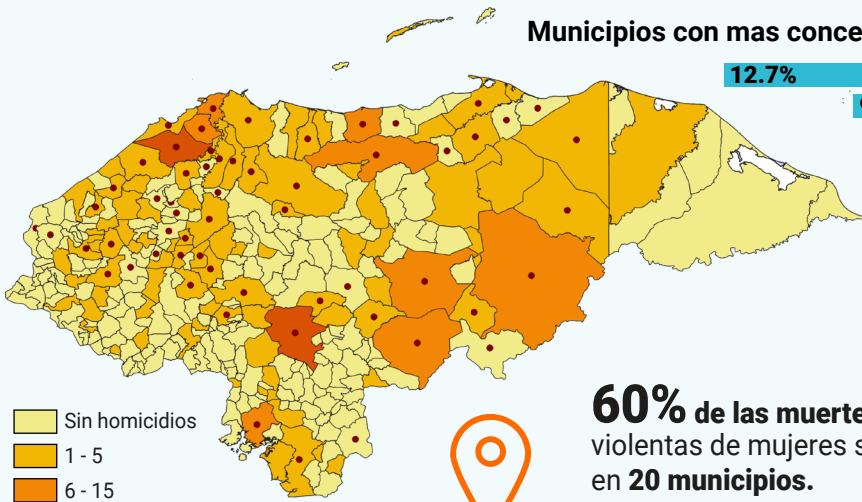 Municipios con mas conce
12.7%
Sin homicidios
1 - 5
6 - 15
60% de las muerte
violentas de mujeres s
en 20 municipios.